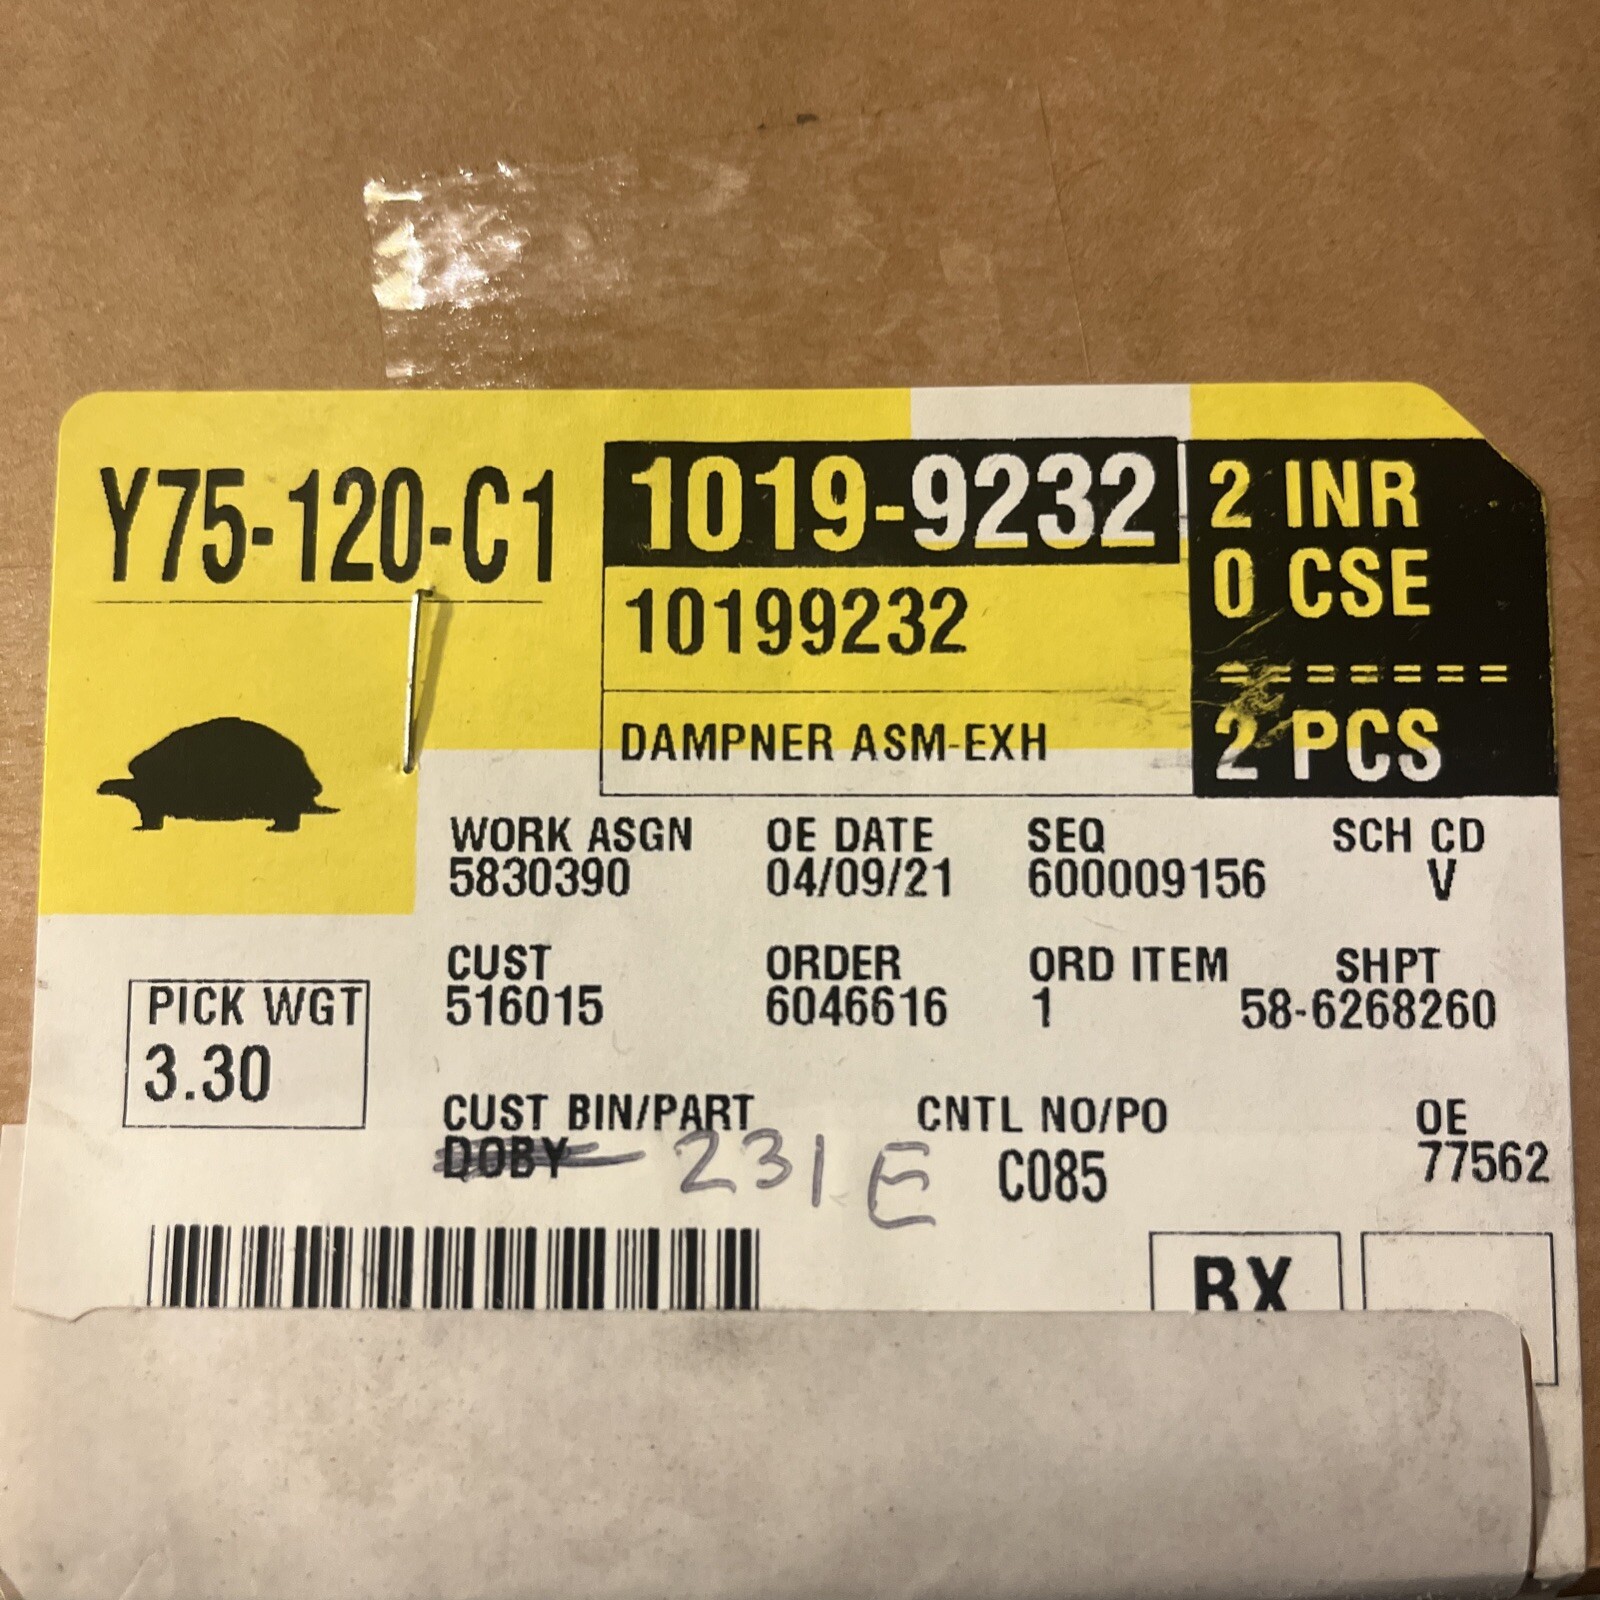 Y75-120-C1
1019-9232
10199232
DAMPNER ASM-EXH
2 INR
0 CSE
=======
2 PCS
WORK ASGN OE DATE SEQ SCH CD
5830390 04/09/21 600009156 V
CUST ORDER ORD ITEM SHPT
516015 6046616 1 58-6268260
PICK WGT
3.30
CUST BIN/PART CNTL NO/PO OE
DOBY 231 E C085 77562
BX